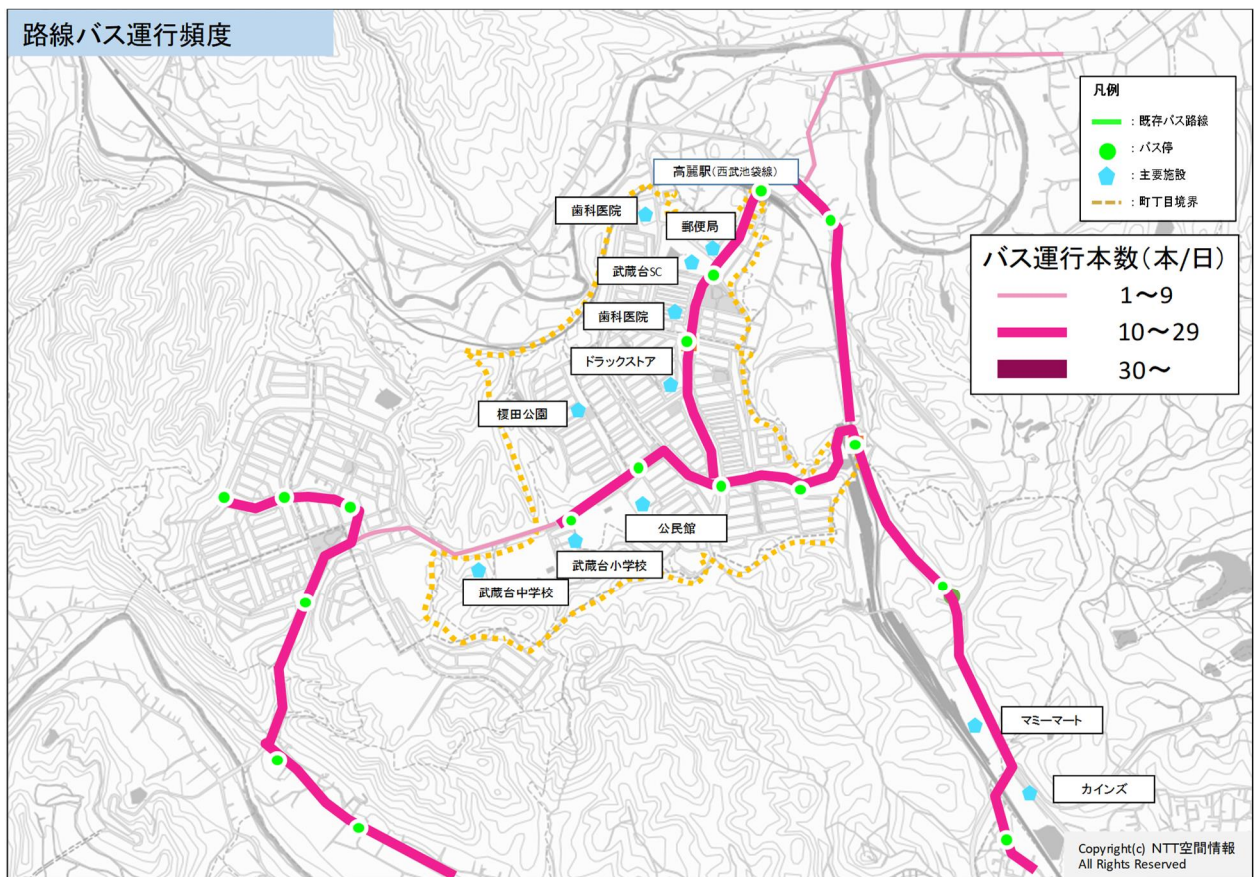 路線バス運行頻度
凡例
：既存バス路線
：バス停
：主要施設
：町丁目境界
バス運行本数（本/日）
1～9
10～29
30～
高麗駅（西武池袋線）
歯科医院
郵便局
武蔵台SC
歯科医院
ドラックストア
榎田公園
公民館
武蔵台小学校
武蔵台中学校
マミーマート
カインズ
Copyright(c) NTT空間情報
All Rights Reserved